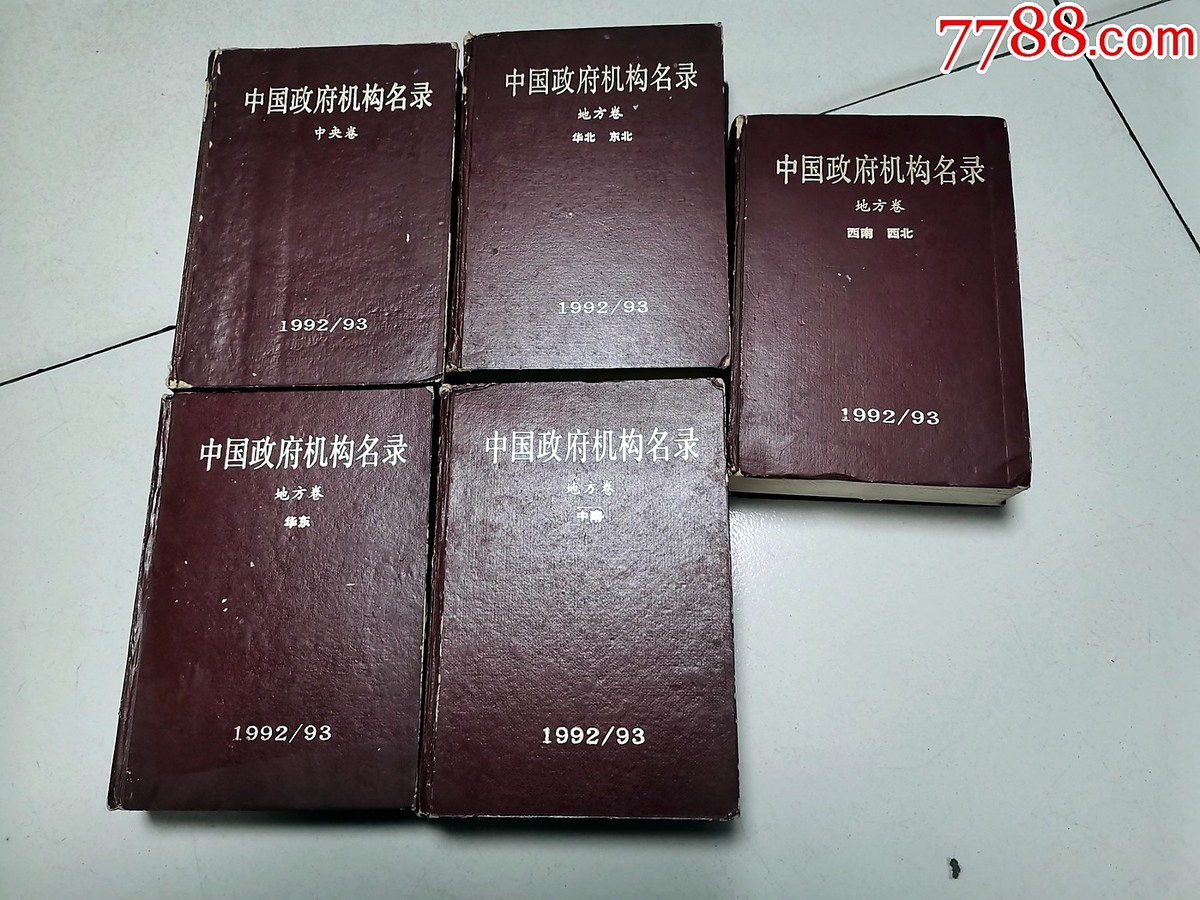 7788.com
中国政府机构名录
中央卷
1992/93
中国政府机构名录
地方卷
华北 东北
1992/93
中国政府机构名录
地方卷
西南 西北
1992/93
中国政府机构名录
地方卷
华东
1992/93
中国政府机构名录
地方卷
中南
1992/93